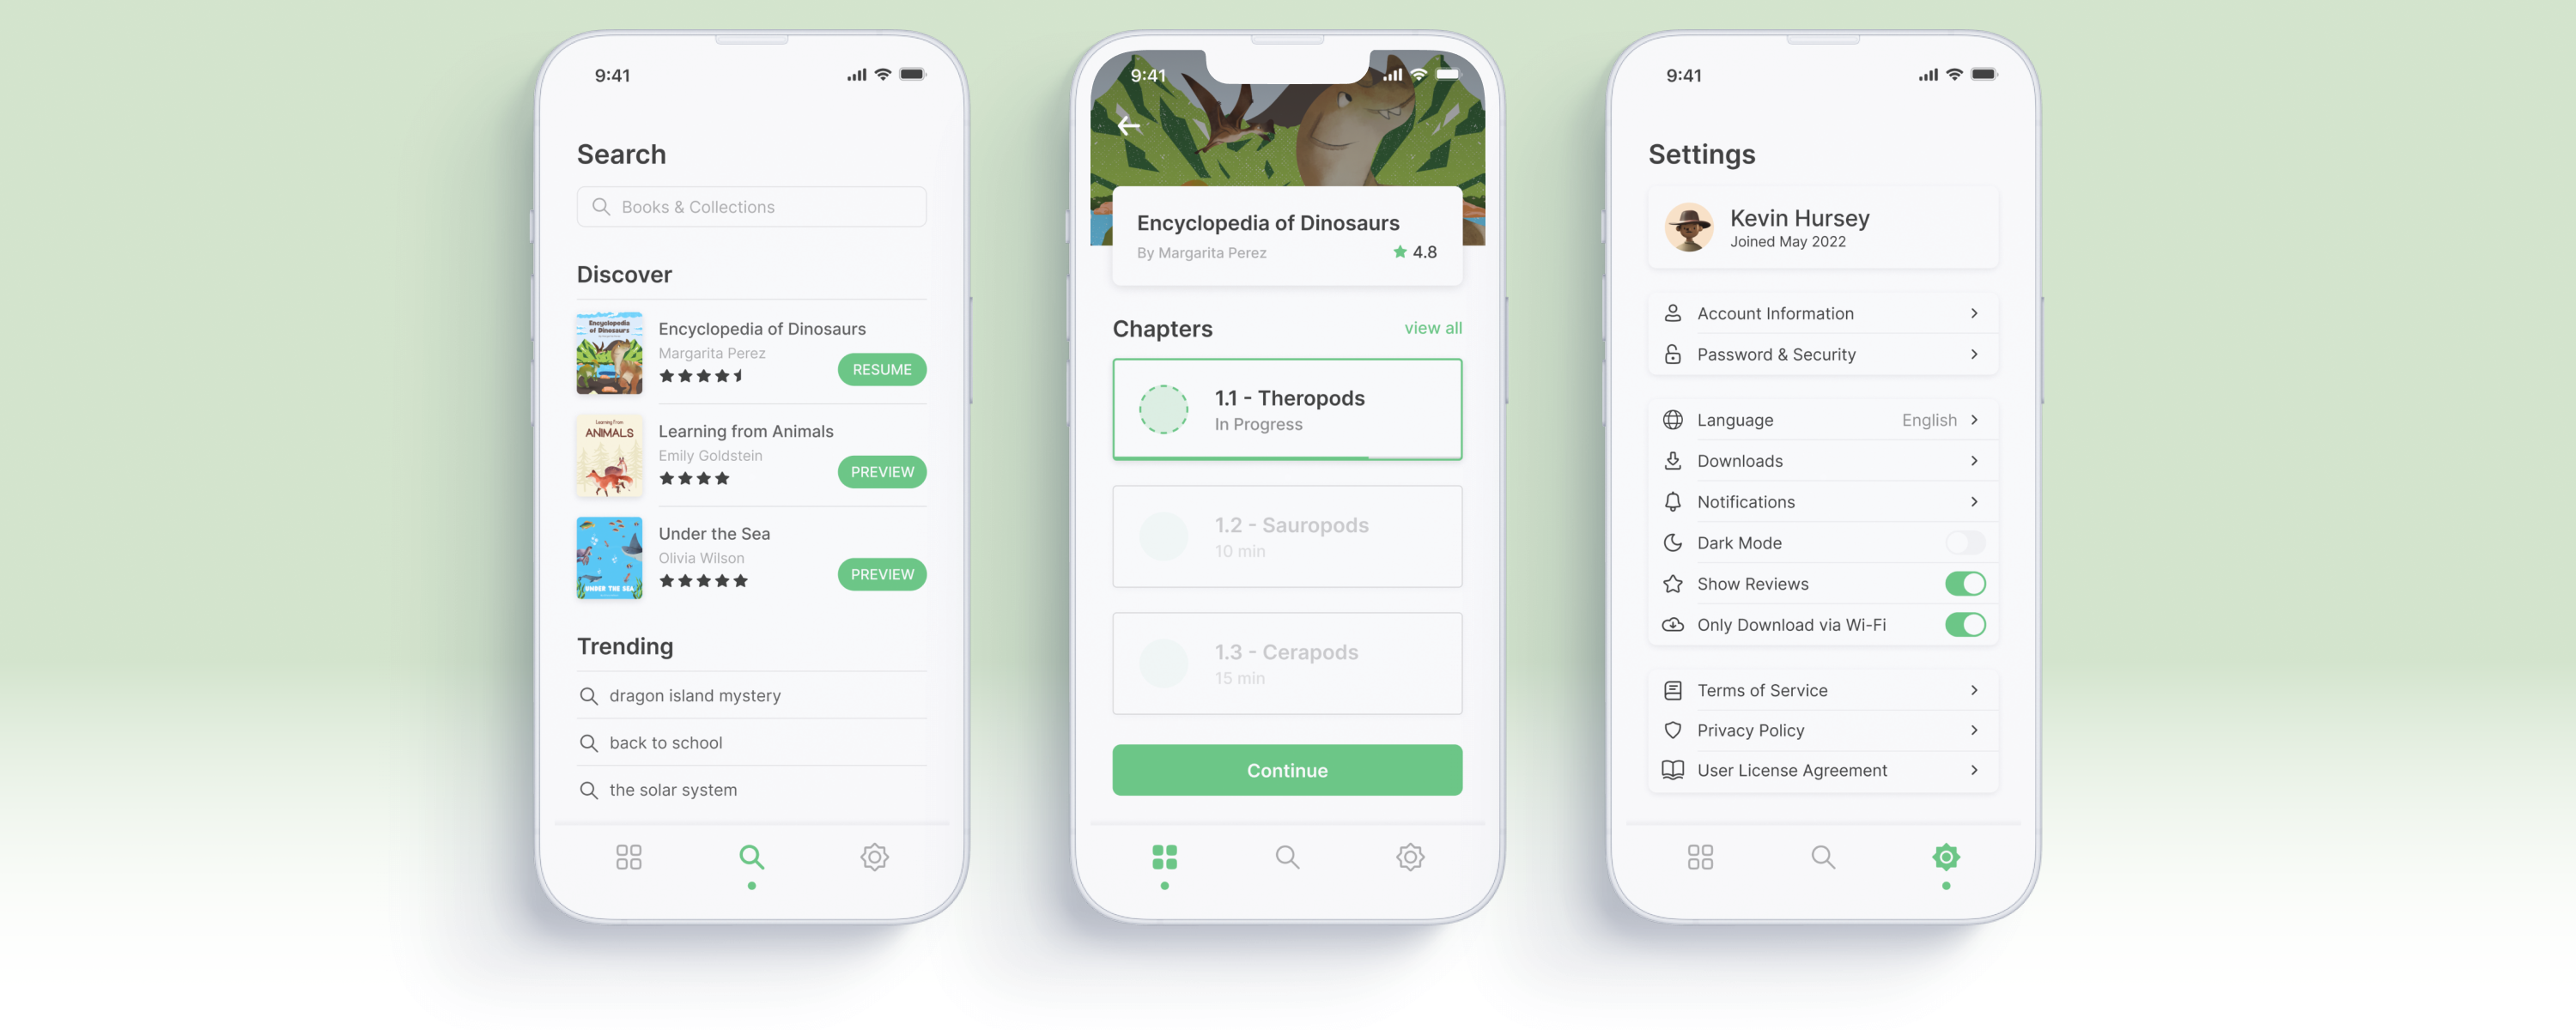 9:41
Search
Books & Collections
Discover
Encyclopedia of Dinosaurs
Encyclopedia of Dinosaurs
Margarita Perez
RESUME
Learning From
ANIMALS
Learning from Animals
Emily Goldstein
PREVIEW
UNDER THE SEA
Under the Sea
Olivia Wilson
PREVIEW
Trending
dragon island mystery
back to school
the solar system
9:41
Encyclopedia of Dinosaurs
By Margarita Perez
4.8
Chapters
view all
1.1 - Theropods
In Progress
1.2 - Sauropods
10 min
1.3 - Cerapods
15 min
Continue
9:41
Settings
Kevin Hursey
Joined May 2022
Account Information
Password & Security
Language English
Downloads
Notifications
Dark Mode
Show Reviews
Only Download via Wi-Fi
Terms of Service
Privacy Policy
User License Agreement